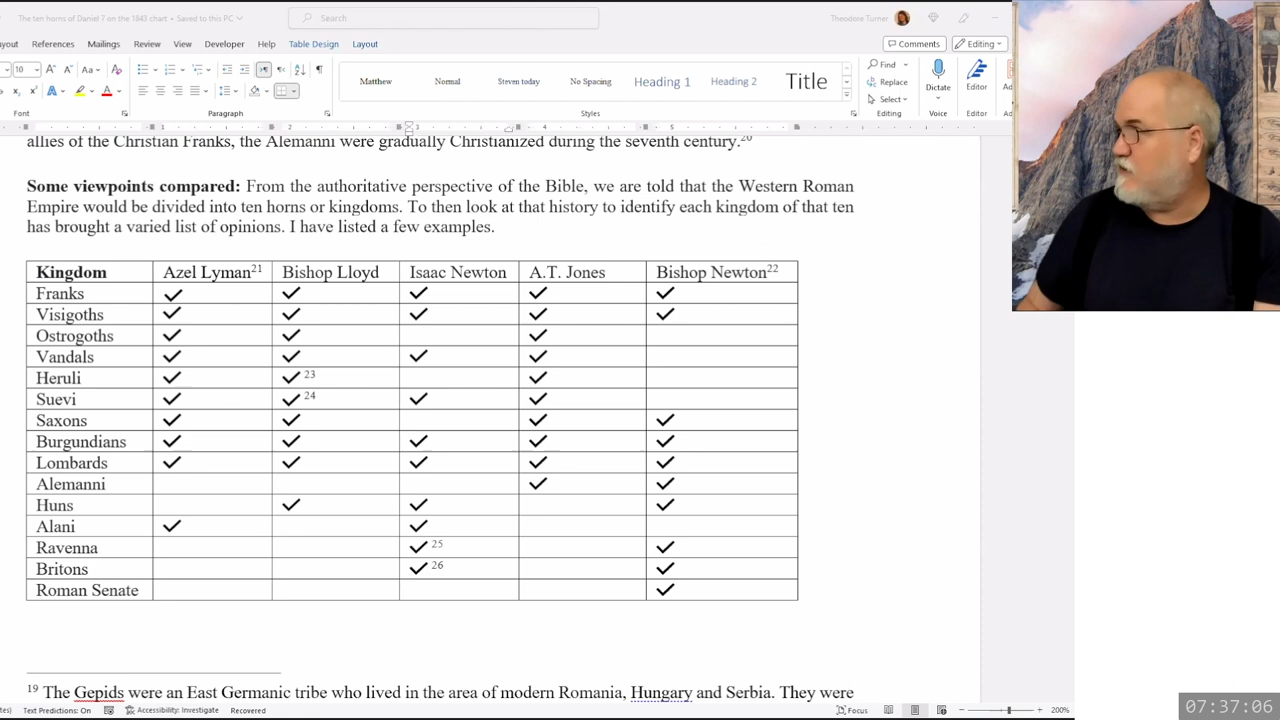 The ten horns of Daniel 7 on the 1843 chart • Saved to this PC
Search
Theodore Turner
ayout References Mailings Review View Developer Help Table Design Layout
Comments Editing
10 Aa
Matthew Normal Steven today No Spacing Heading 1 Heading 2 Title
Find
Replace
Select
Dictate
Editor
Font Paragraph Styles Editing Voice Editor
1 2 4 5
allies of the Christian Franks, the Alemanni were gradually Christianized during the seventh century.20
Some viewpoints compared: From the authoritative perspective of the Bible, we are told that the Western Roman
Empire would be divided into ten horns or kingdoms. To then look at that history to identify each kingdom of that ten
has brought a varied list of opinions. I have listed a few examples.
Kingdom Azel Lyman21 Bishop Lloyd Isaac Newton A.T. Jones Bishop Newton22
Franks ✓ ✓ ✓ ✓ ✓
Visigoths ✓ ✓ ✓ ✓ ✓
Ostrogoths ✓ ✓ ✓
Vandals ✓ ✓ ✓ ✓
Heruli ✓ ✓ 23 ✓
Suevi ✓ ✓ 24 ✓ ✓
Saxons ✓ ✓ ✓ ✓
Burgundians ✓ ✓ ✓ ✓ ✓
Lombards ✓ ✓ ✓ ✓ ✓
Alemanni ✓ ✓
Huns ✓ ✓ ✓
Alani ✓ ✓
Ravenna ✓ 25 ✓
Britons ✓ 26 ✓
Roman Senate ✓
19 The Gepids were an East Germanic tribe who lived in the area of modern Romania, Hungary and Serbia. They were
Text Predictions: On Accessibility: Investigate Recovered Focus 200%
07:37:06